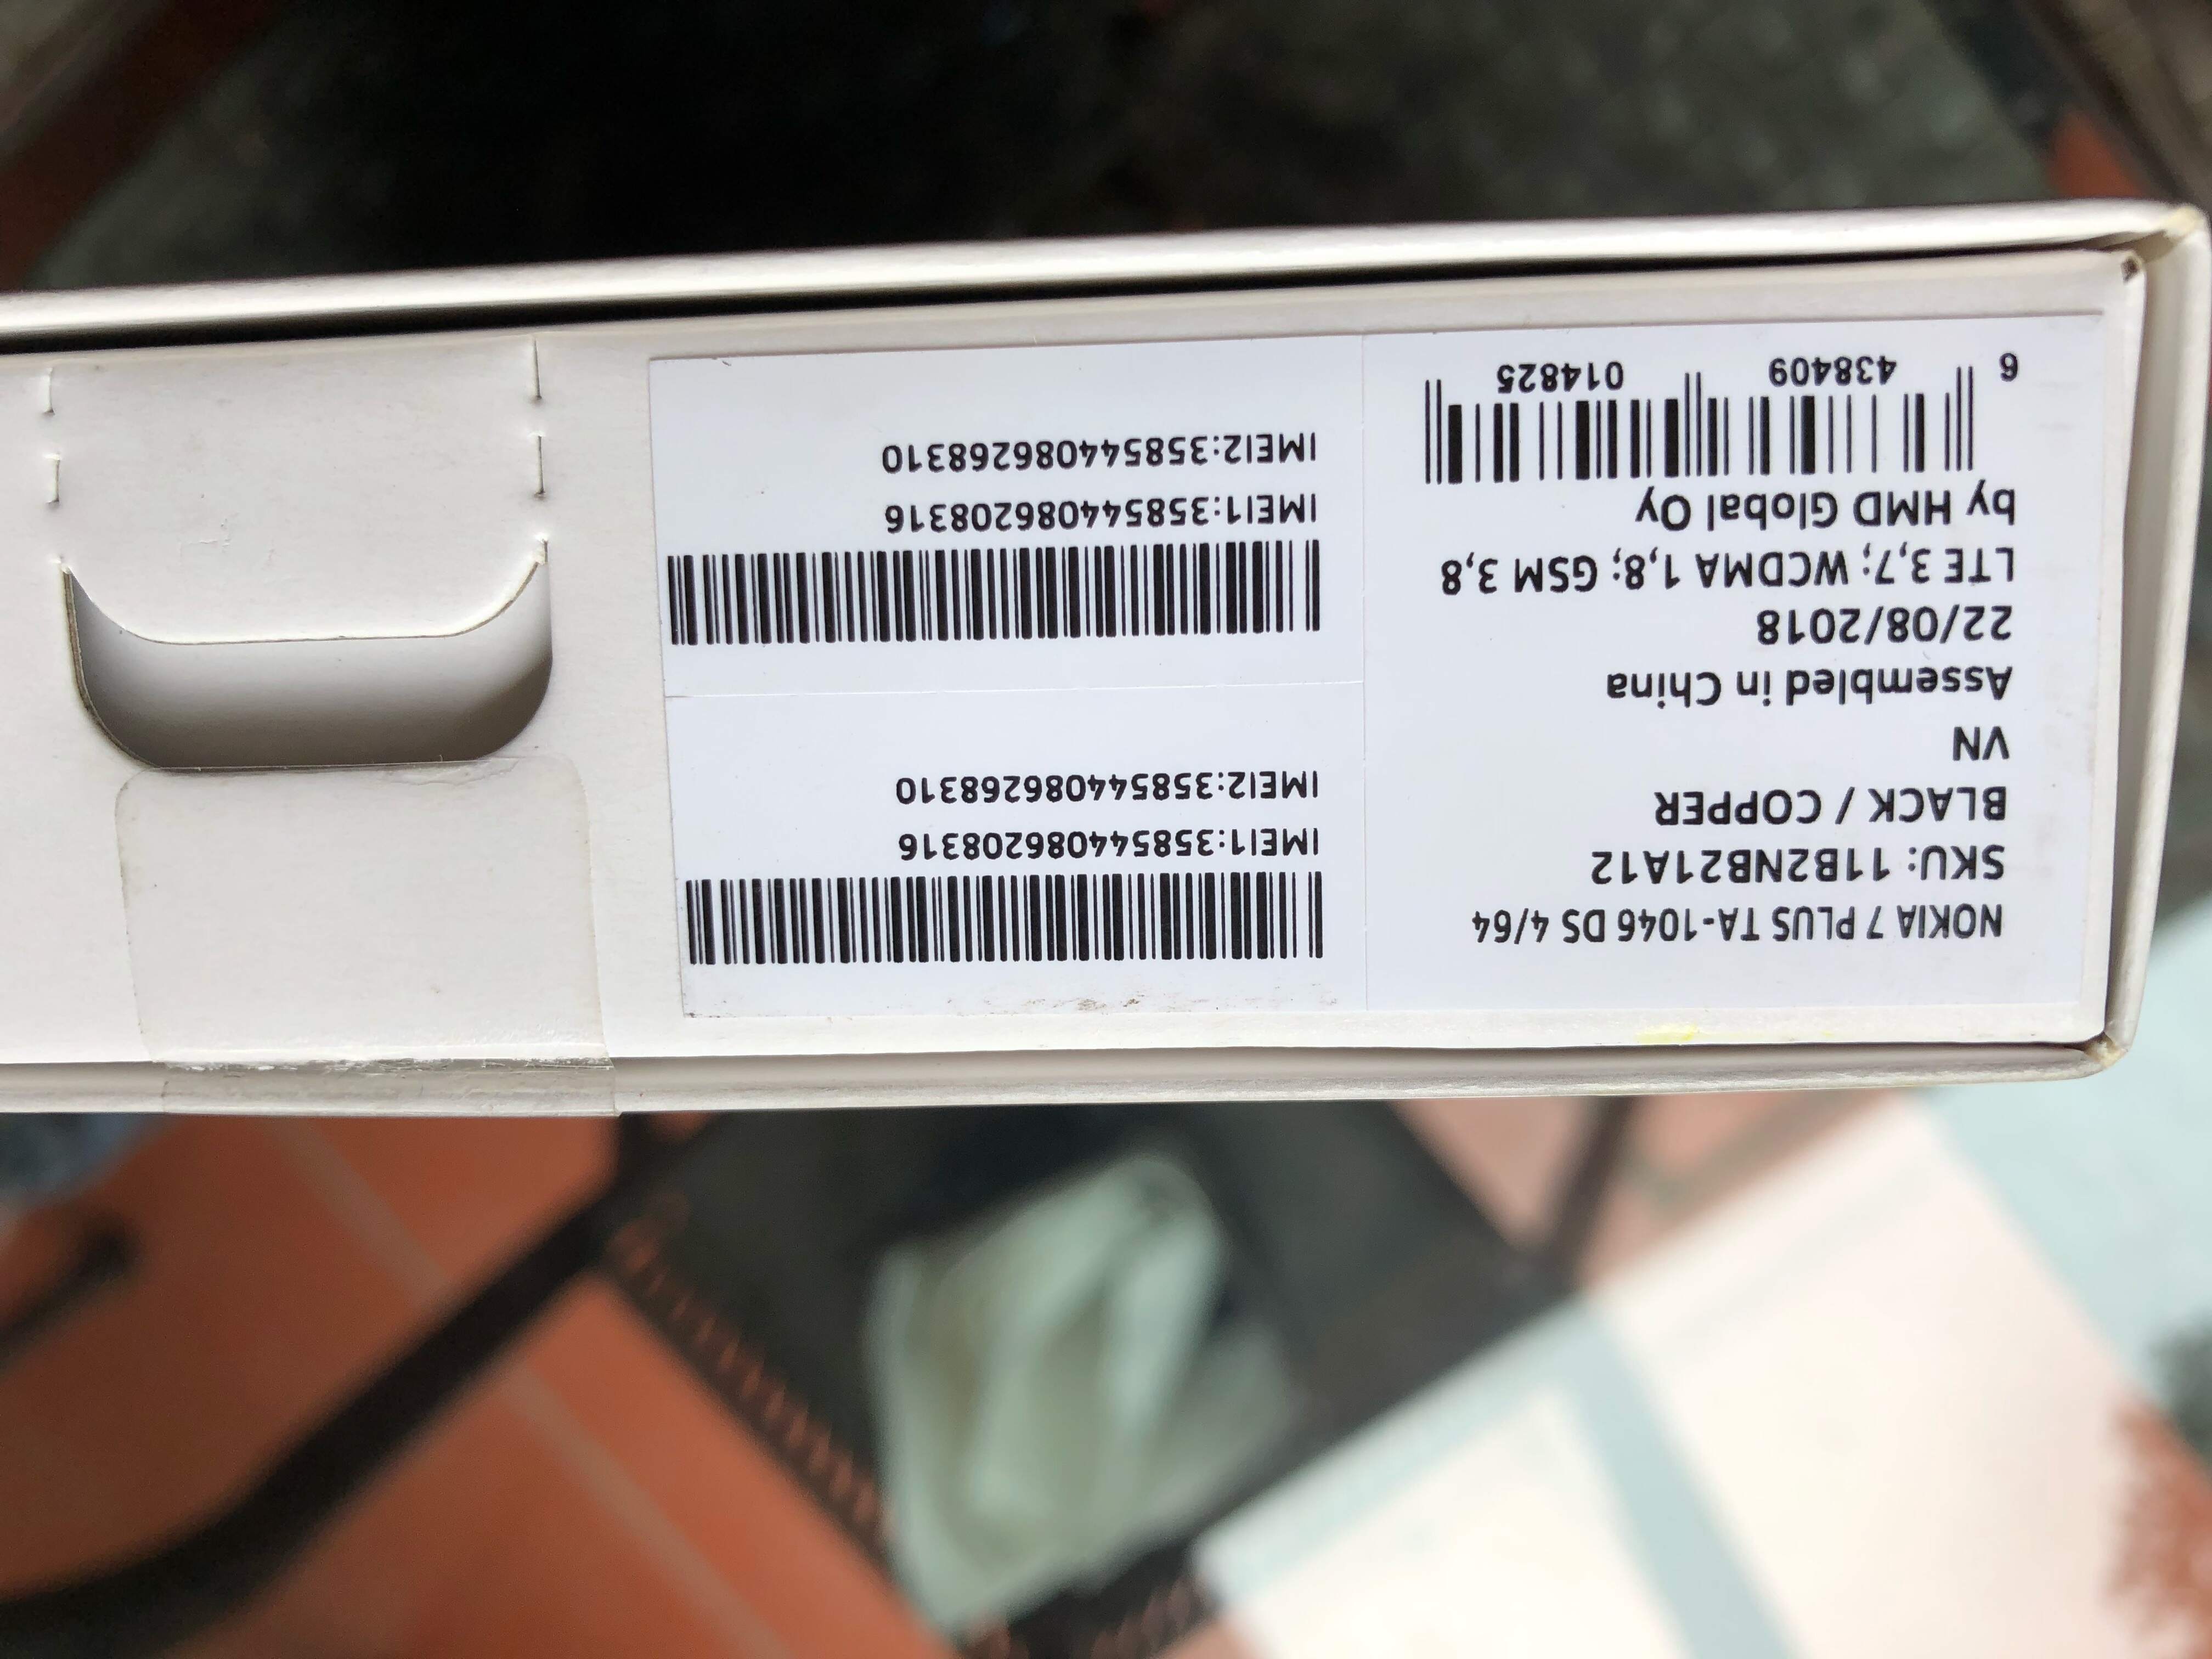 NOKIA 7 PLUS TA-1046 DS 4/64
SKU: 11B2NB21A12
BLACK / COPPER
VN
Assembled in China
22/08/2018
LTE 3,7; WCDMA 1,8; GSM 3,8
by HMD Global Oy
6 438409 014825
IMEI1:358544086208316
IMEI2:358544086268310
IMEI1:358544086208316
IMEI2:358544086268310